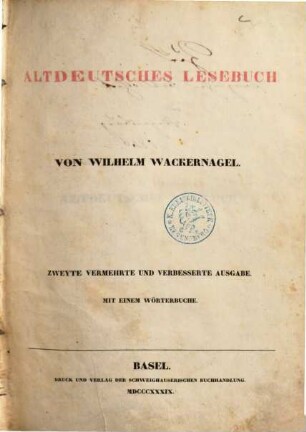 ALTDEUTSCHES LESEBUCH
VON WILHELM WACKERNAGEL.
ZWEYTE VERMEHRTE UND VERBESSERTE AUSGABE.
MIT EINEM WÖRTERBUCHE.
BASEL.
DRUCK UND VERLAG DER SCHWEIGHAUSERISCHEN BUCHHANDLUNG.
MDCCCXXXIX.